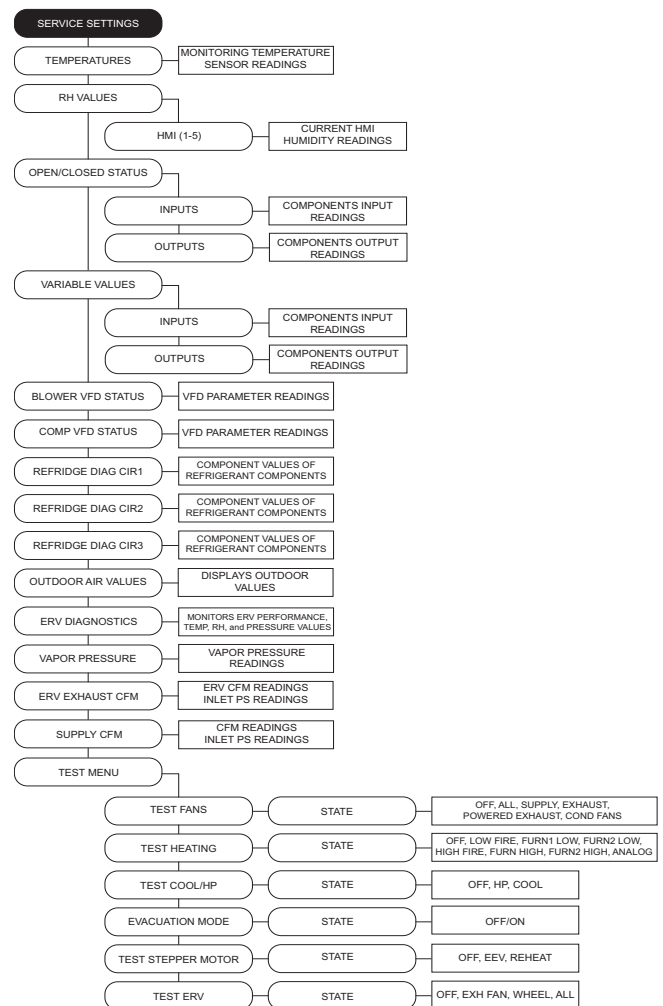 SERVICE SETTINGS
TEMPERATURES
MONITORING TEMPERATURE
SENSOR READINGS
RH VALUES
HMI (1-5)
CURRENT HMI
HUMIDITY READINGS
OPEN/CLOSED STATUS
INPUTS
COMPONENTS INPUT
READINGS
OUTPUTS
COMPONENTS OUTPUT
READINGS
VARIABLE VALUES
INPUTS
COMPONENTS INPUT
READINGS
OUTPUTS
COMPONENTS OUTPUT
READINGS
BLOWER VFD STATUS
VFD PARAMETER READINGS
COMP VFD STATUS
VFD PARAMETER READINGS
REFRIDGE DIAG CIR1
COMPONENT VALUES OF
REFRIGERANT COMPONENTS
REFRIDGE DIAG CIR2
COMPONENT VALUES OF
REFRIGERANT COMPONENTS
REFRIDGE DIAG CIR3
COMPONENT VALUES OF
REFRIGERANT COMPONENTS
OUTDOOR AIR VALUES
DISPLAYS OUTDOOR
VALUES
ERV DIAGNOSTICS
MONITORS ERV PERFORMANCE,
TEMP, RH, and PRESSURE VALUES
VAPOR PRESSURE
VAPOR PRESSURE
READINGS
ERV EXHAUST CFM
ERV CFM READINGS
INLET PS READINGS
SUPPLY CFM
CFM READINGS
INLET PS READINGS
TEST MENU
TEST FANS
STATE
OFF, ALL, SUPPLY, EXHAUST,
POWERED EXHAUST, COND FANS
TEST HEATING
STATE
OFF, LOW FIRE, FURN1 LOW, FURN2 LOW,
HIGH FIRE, FURN HIGH, FURN2 HIGH, ANALOG
TEST COOL/HP
STATE
OFF, HP, COOL
EVACUATION MODE
STATE
OFF/ON
TEST STEPPER MOTOR
STATE
OFF, EEV, REHEAT
TEST ERV
STATE
OFF, EXH FAN, WHEEL, ALL